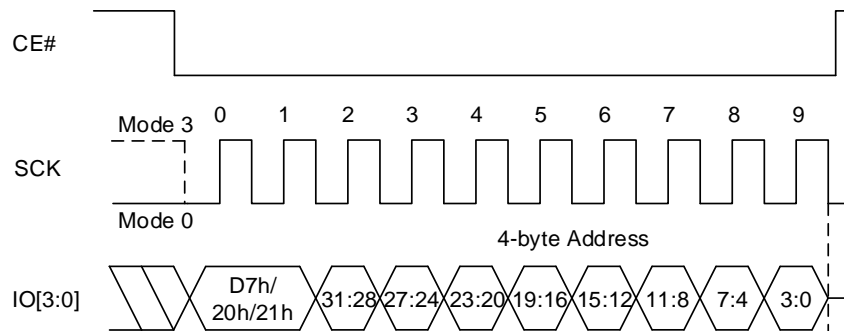 CE#
0 1 2 3 4 5 6 7 8 9
Mode 3
SCK
Mode 0
4-byte Address
IO[3:0]
D7h/
20h/21h
31:28 27:24 23:20 19:16 15:12 11:8 7:4 3:0